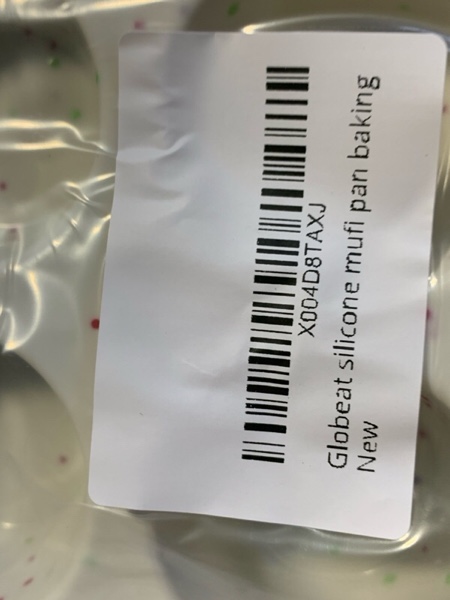 X004D8TAXJ
Globeat silicone mufi pan baking
New